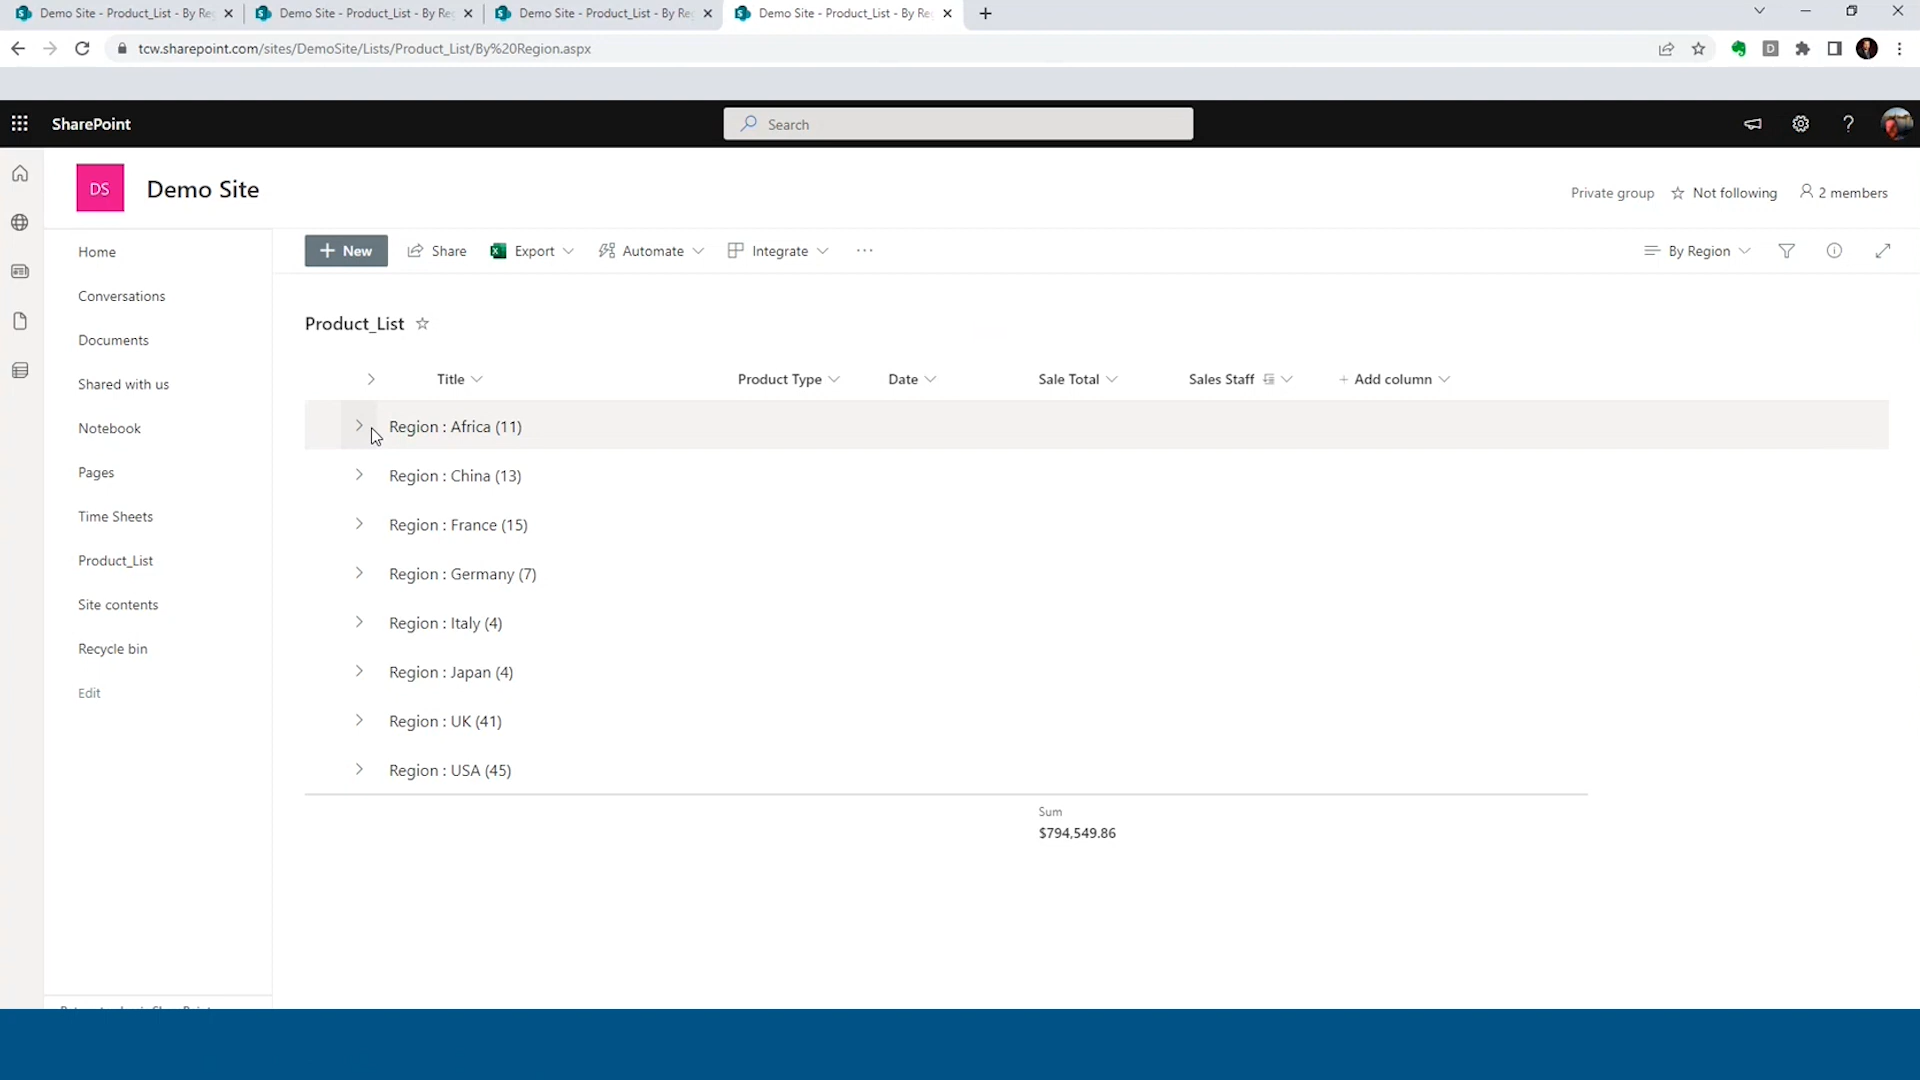 Demo Site - Product_List - By Re
Demo Site - Product_List - By Re
Demo Site - Product_List - By Re
Demo Site - Product_List - By Re
tcw.sharepoint.com/sites/DemoSite/Lists/Product_List/By%20Region.aspx
D
SharePoint
Search
?
DS
Demo Site
Private group
Not following
2 members
Home
Conversations
Documents
Shared with us
Notebook
Pages
Time Sheets
Product_List
Site contents
Recycle bin
Edit
+ New
Share
Export
Automate
Integrate
...
By Region
Product_List
Title
Product Type
Date
Sale Total
Sales Staff
+ Add column
Region : Africa (11)
Region : China (13)
Region : France (15)
Region : Germany (7)
Region : Italy (4)
Region : Japan (4)
Region : UK (41)
Region : USA (45)
Sum
$794,549.86